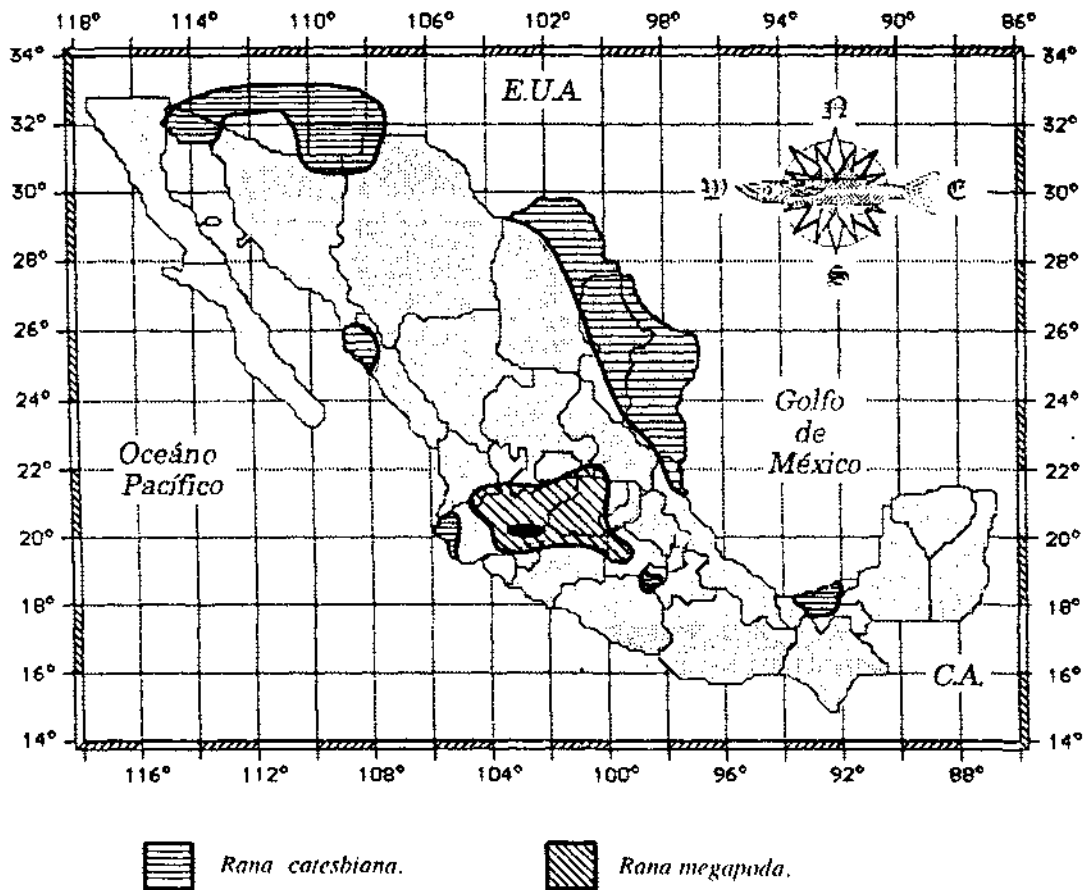 118° 114° 110° 106° 102° 98° 94° 90° 86°
34° 34°
E.U.A.
N
32° 32°
W E
30° 30°
S
28° 28°
26° 26°
24° 24°
Golfo
de
México
Oceáno
Pacífico
22° 22°
20° 20°
18° 18°
16° 16°
C.A.
14° 14°
116° 112° 108° 104° 100° 96° 92° 88°
Rana catesbiana. Rana megapoda.